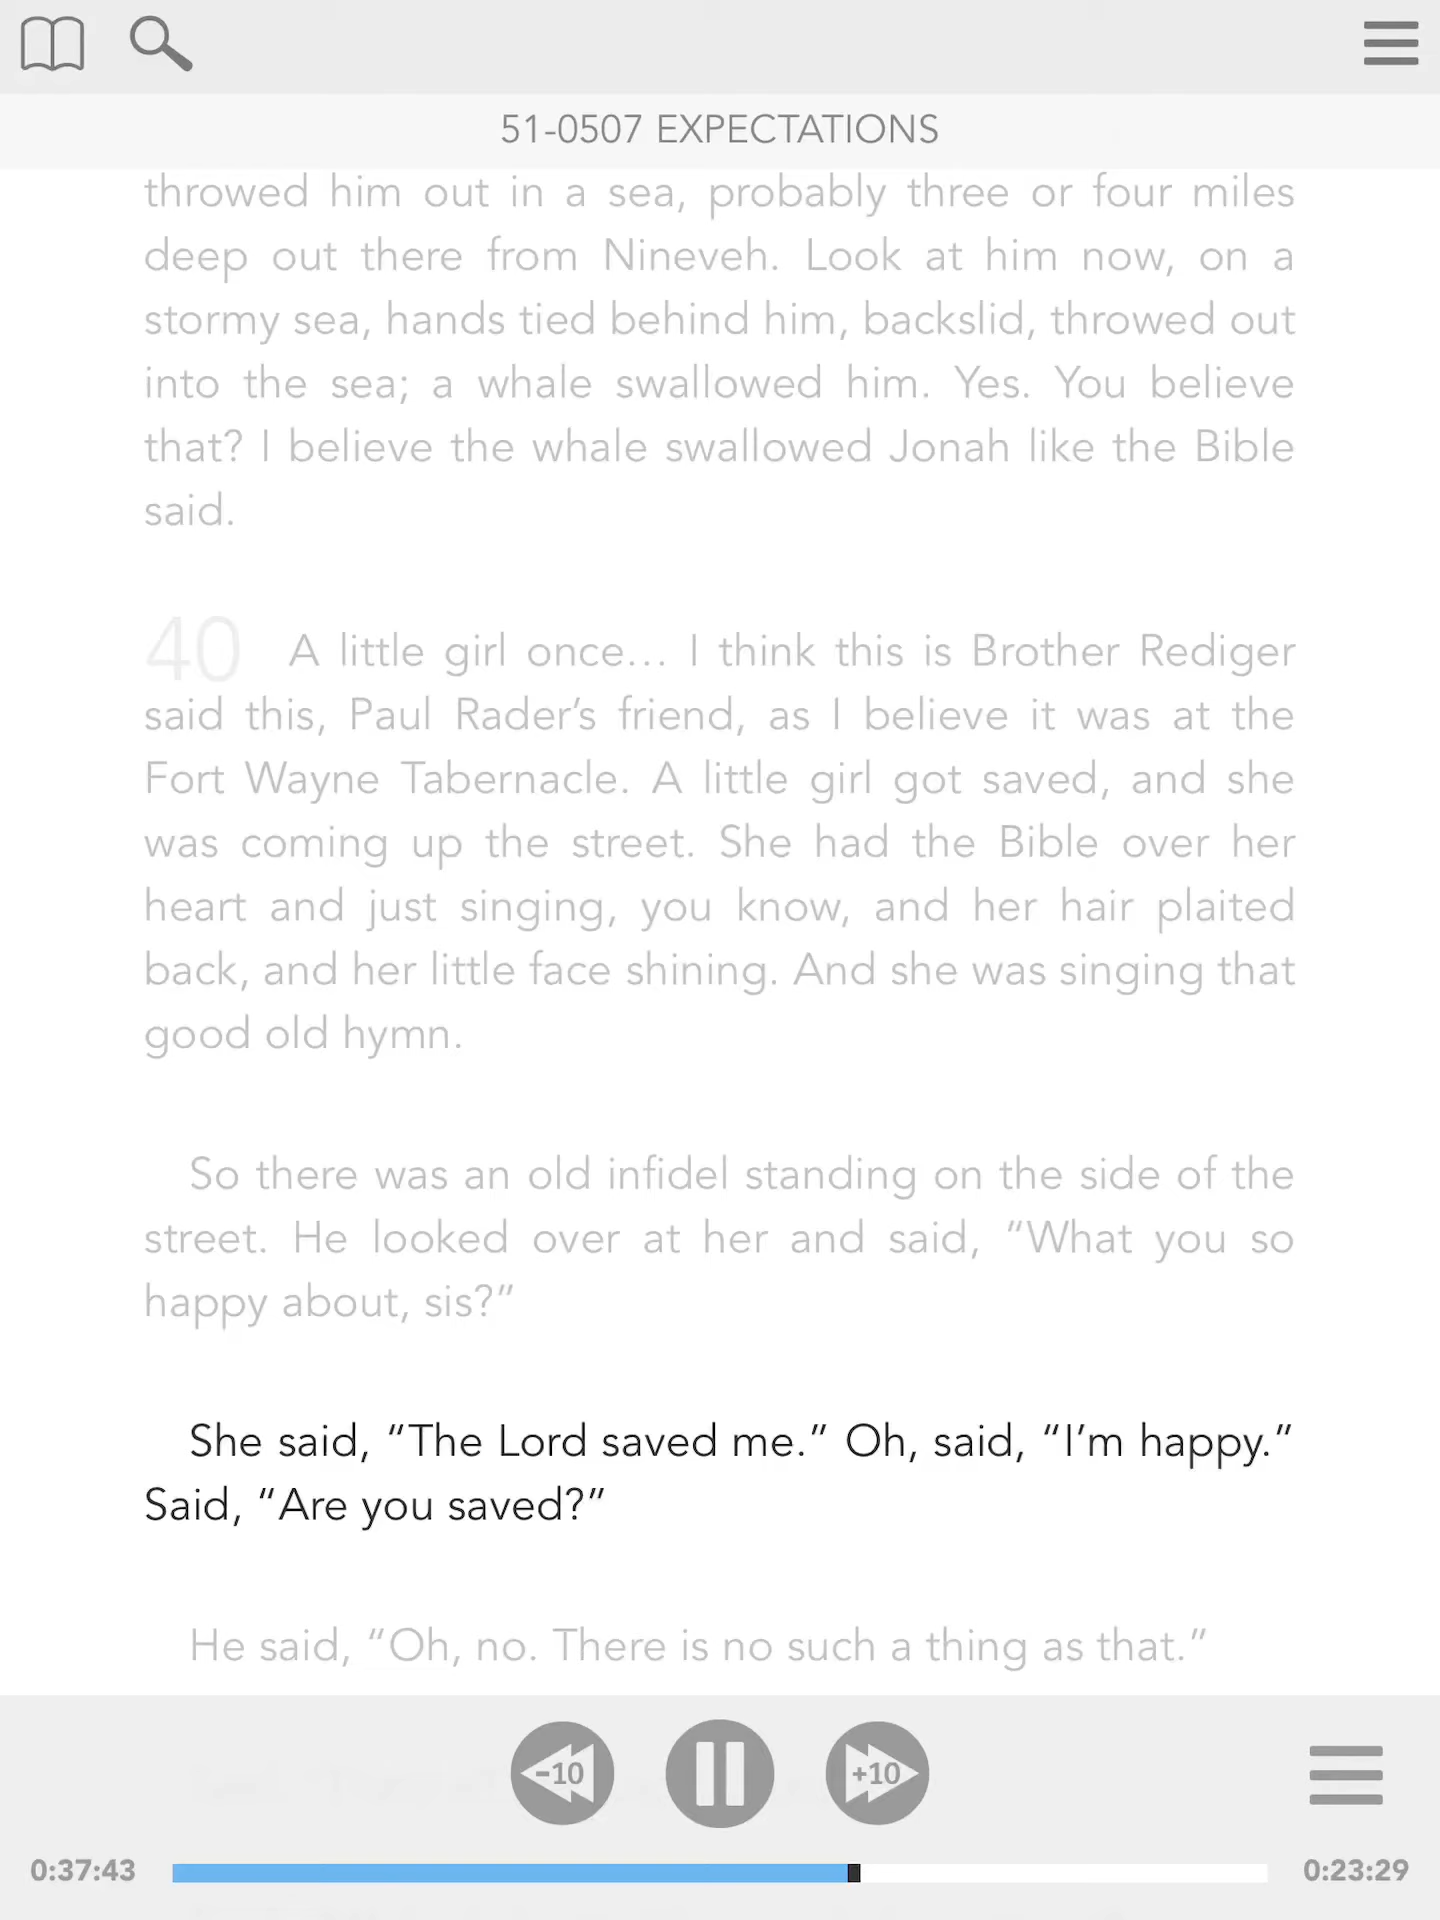 51-0507 EXPECTATIONS
throwed him out in a sea, probably three or four miles
deep out there from Nineveh. Look at him now, on a
stormy sea, hands tied behind him, backslid, throwed out
into the sea; a whale swallowed him. Yes. You believe
that? I believe the whale swallowed Jonah like the Bible
said.
40 A little girl once… I think this is Brother Rediger
said this, Paul Rader’s friend, as I believe it was at the
Fort Wayne Tabernacle. A little girl got saved, and she
was coming up the street. She had the Bible over her
heart and just singing, you know, and her hair plaited
back, and her little face shining. And she was singing that
good old hymn.
So there was an old infidel standing on the side of the
street. He looked over at her and said, “What you so
happy about, sis?”
She said, “The Lord saved me.” Oh, said, “I’m happy.”
Said, “Are you saved?”
He said, “Oh, no. There is no such a thing as that.”
-10 +10
0:37:43 0:23:29